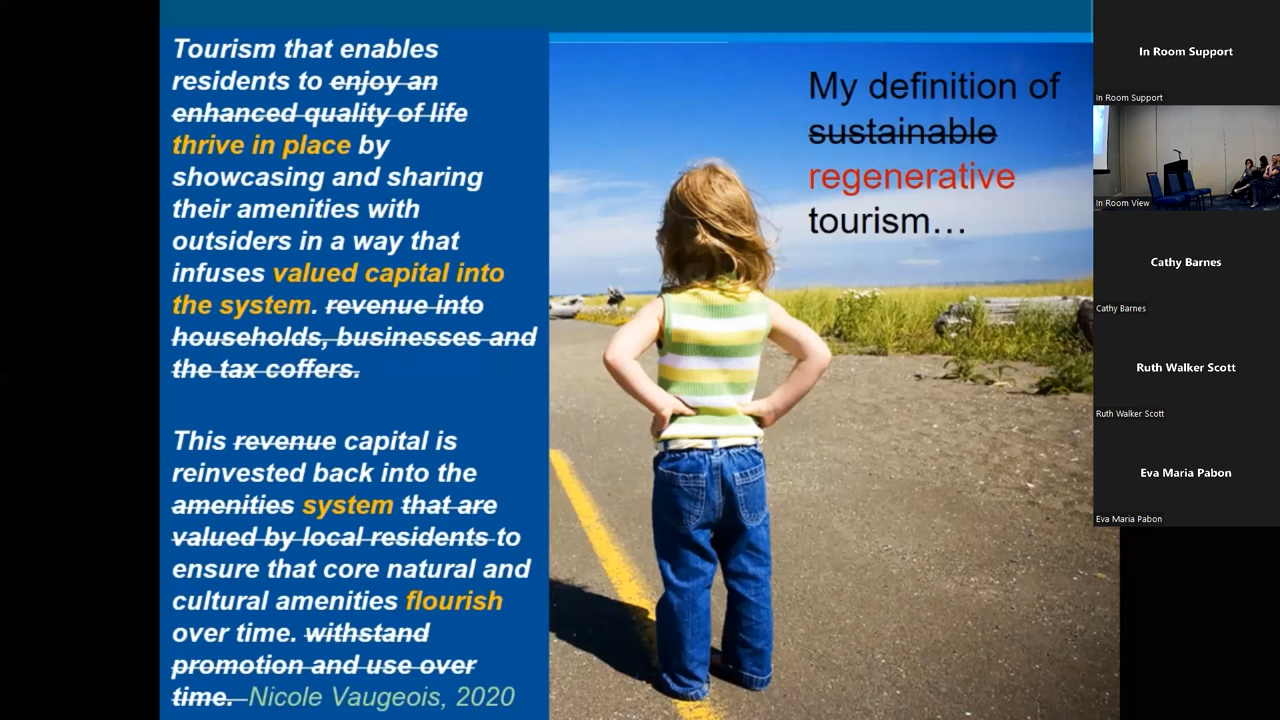 Tourism that enables
residents to enjoy an
enhanced quality of life
thrive in place by
showcasing and sharing
their amenities with
outsiders in a way that
infuses valued capital into
the system. revenue into
households, businesses and
the tax coffers.
This revenue capital is
reinvested back into the
amenities system that are
valued by local residents to
ensure that core natural and
cultural amenities flourish
over time. withstand
promotion and use over
time. Nicole Vaugeois, 2020
My definition of
sustainable
regenerative
tourism…
In Room Support
In Room Support
In Room View
Cathy Barnes
Cathy Barnes
Ruth Walker Scott
Ruth Walker Scott
Eva Maria Pabon
Eva Maria Pabon